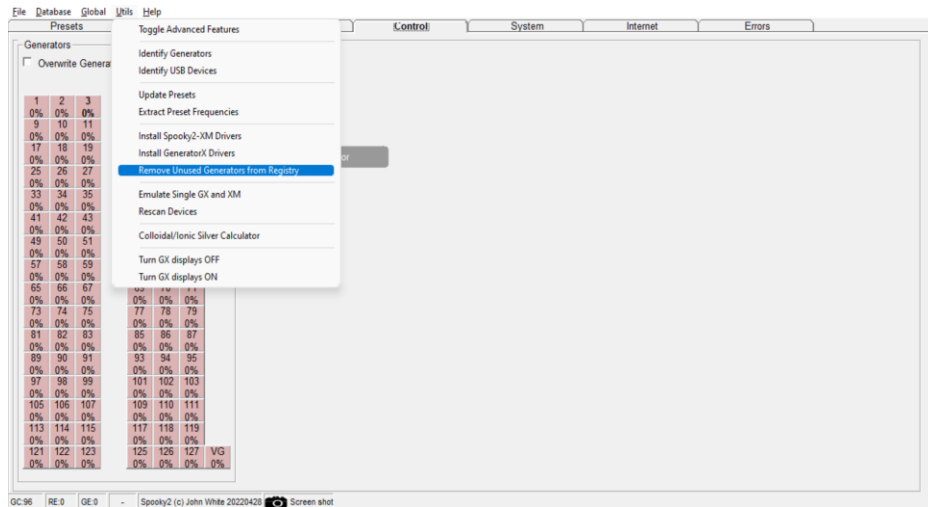 File Database Global Utils Help
Presets Control System Internet Errors
Generators
Overwrite Genera
Toggle Advanced Features
Identify Generators
Identify USB Devices
Update Presets
Extract Preset Frequencies
Install Spooky2-XM Drivers
Install GeneratorX Drivers
Remove Unused Generators from Registry
Emulate Single GX and XM
Rescan Devices
Colloidal/Ionic Silver Calculator
Turn GX displays OFF
Turn GX displays ON
or
1 2 3
0% 0% 0%
9 10 11
0% 0% 0%
17 18 19
0% 0% 0%
25 26 27
0% 0% 0%
33 34 35
0% 0% 0%
41 42 43
0% 0% 0%
49 50 51
0% 0% 0%
57 58 59
0% 0% 0%
65 66 67
0% 0% 0% 0% 0% 0%
73 74 75 77 78 79
0% 0% 0% 0% 0% 0%
81 82 83 85 86 87
0% 0% 0% 0% 0% 0%
89 90 91 93 94 95
0% 0% 0% 0% 0% 0%
97 98 99 101 102 103
0% 0% 0% 0% 0% 0%
105 106 107 109 110 111
0% 0% 0% 0% 0% 0%
113 114 115 117 118 119
0% 0% 0% 0% 0% 0%
121 122 123 125 126 127 VG
0% 0% 0% 0% 0% 0% 0%
GC:96 RE:0 GE:0 - Spooky2 (c) John White 20220428 Screen shot